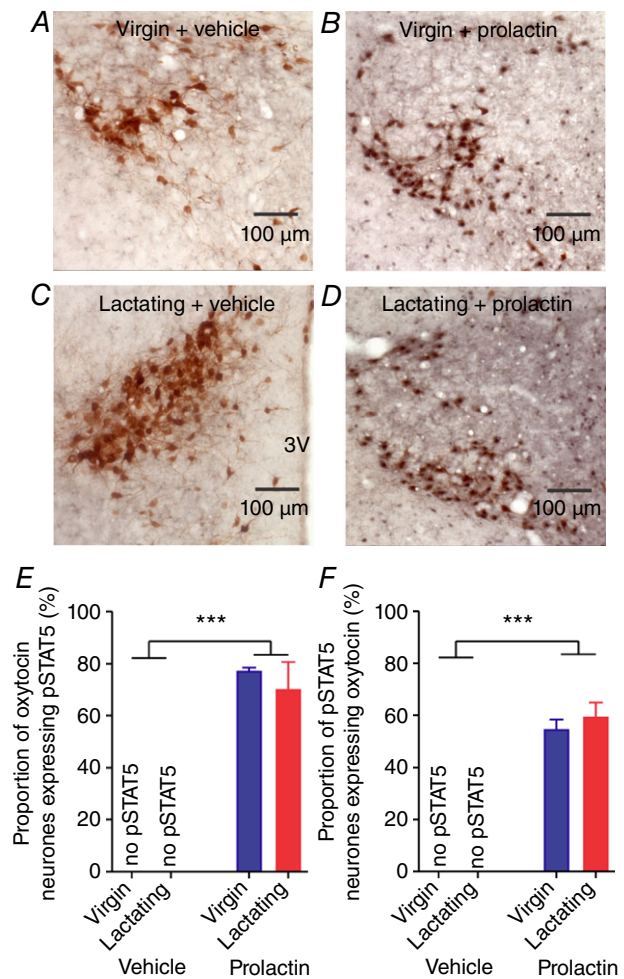 A Virgin + vehicle
B Virgin + prolactin
100 µm
100 µm
C Lactating + vehicle
D Lactating + prolactin
3V
100 µm
100 µm
E
Proportion of oxytocin
neurones expressing pSTAT5 (%)
100
80
60
40
20
0
***
no pSTAT5
no pSTAT5
Virgin
Lactating
Virgin
Lactating
Vehicle
Prolactin
F
Proportion of pSTAT5
neurones expressing oxytocin (%)
100
80
60
40
20
0
***
no pSTAT5
no pSTAT5
Virgin
Lactating
Virgin
Lactating
Vehicle
Prolactin